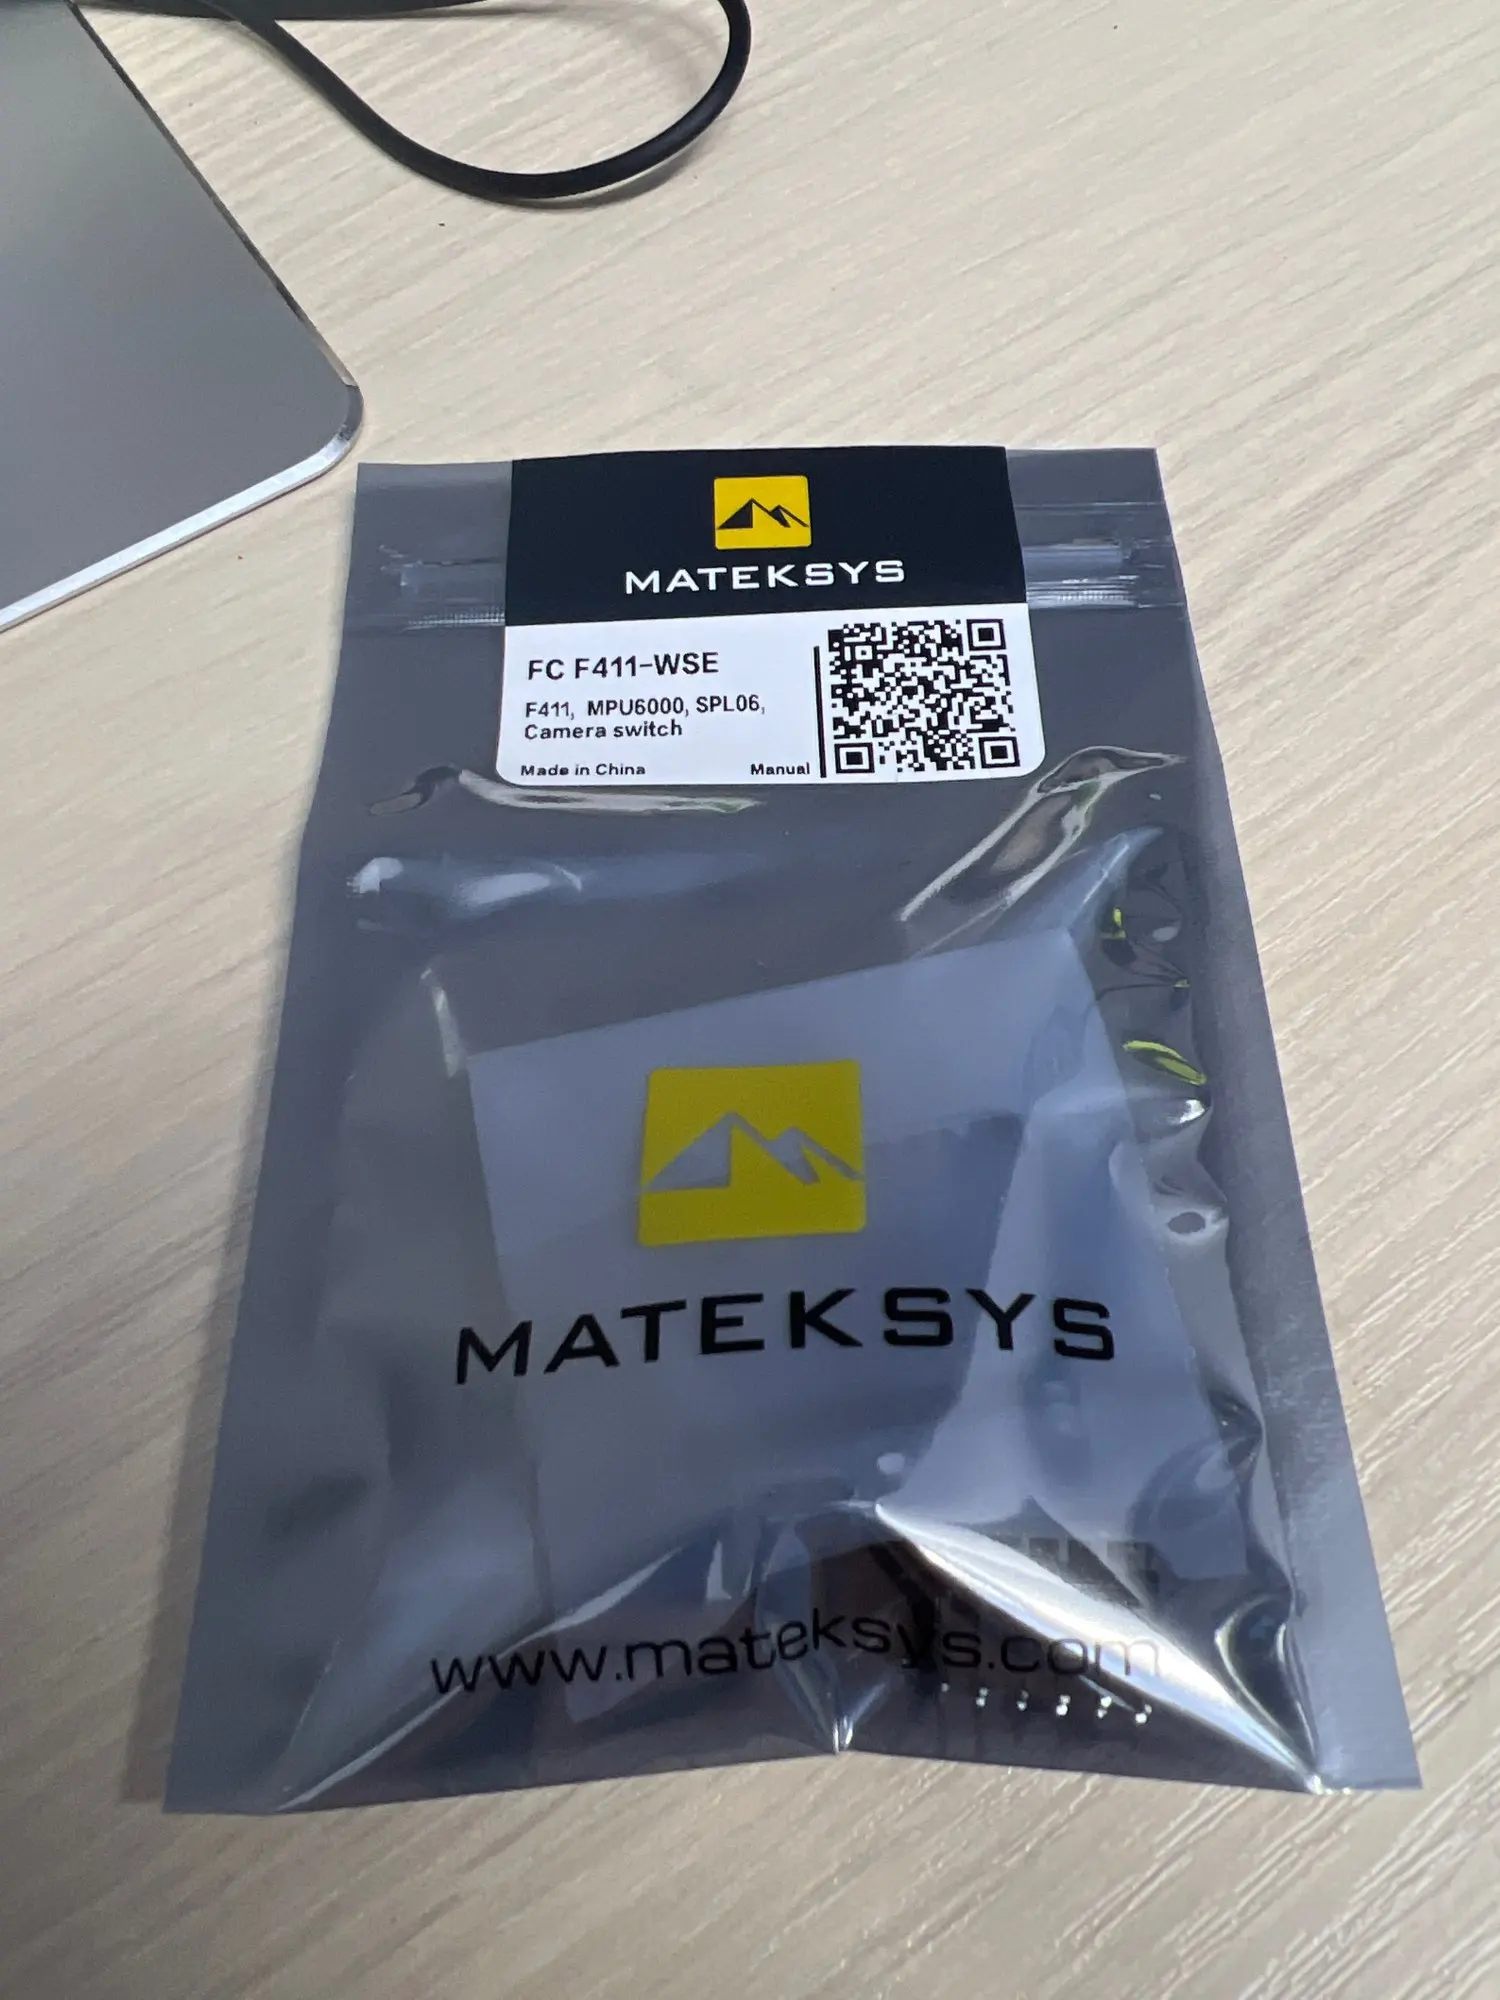 MATEKSYS
FC F411-WSE
F411, MPU6000, SPL06,
Camera switch
Made in China
Manual
MATEKSYS
www.mateksys.com